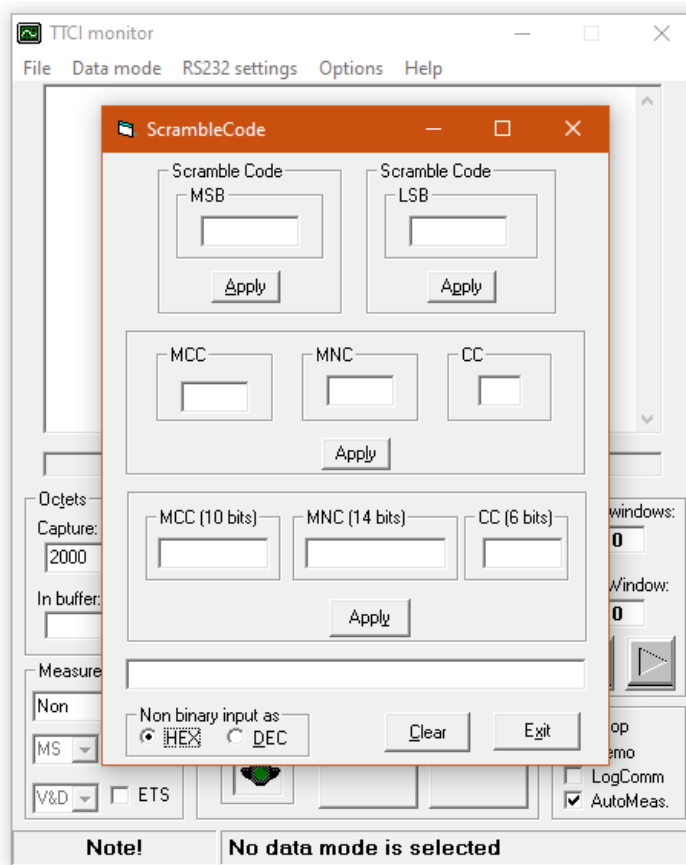 TTCI monitor
File Data mode RS232 settings Options Help
ScrambleCode
Scramble Code Scramble Code
MSB LSB
Apply Apply
MCC MNC CC
Apply
Octets
Capture:
2000
In buffer:
MCC (10 bits) MNC (14 bits) CC (6 bits)
Apply
windows:
0
Window:
0
Measure
Non
MS
V&D ETS
Non binary input as
HEX DEC
Clear Exit
op
emo
LogComm
AutoMeas.
Note! No data mode is selected